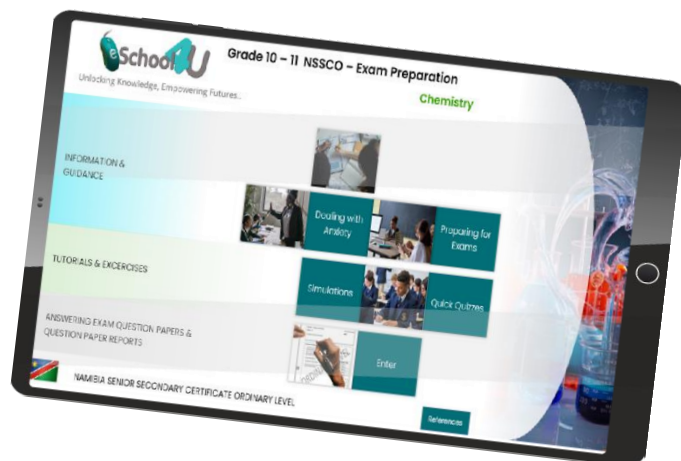 eSchool4U
Grade 10 – 11 NSSCO – Exam Preparation
Unlocking Knowledge, Empowering Futures..
Chemistry
INFORMATION &
GUIDANCE
Dealing with
Anxiety
Preparing for
Exams
TUTORIALS & EXCERCISES
Simulations
Quick Quizzes
ANSWERING EXAM QUESTION PAPERS &
QUESTION PAPER REPORTS
Enter
NAMIBIA SENIOR SECONDARY CERTIFICATE ORDINARY LEVEL
References